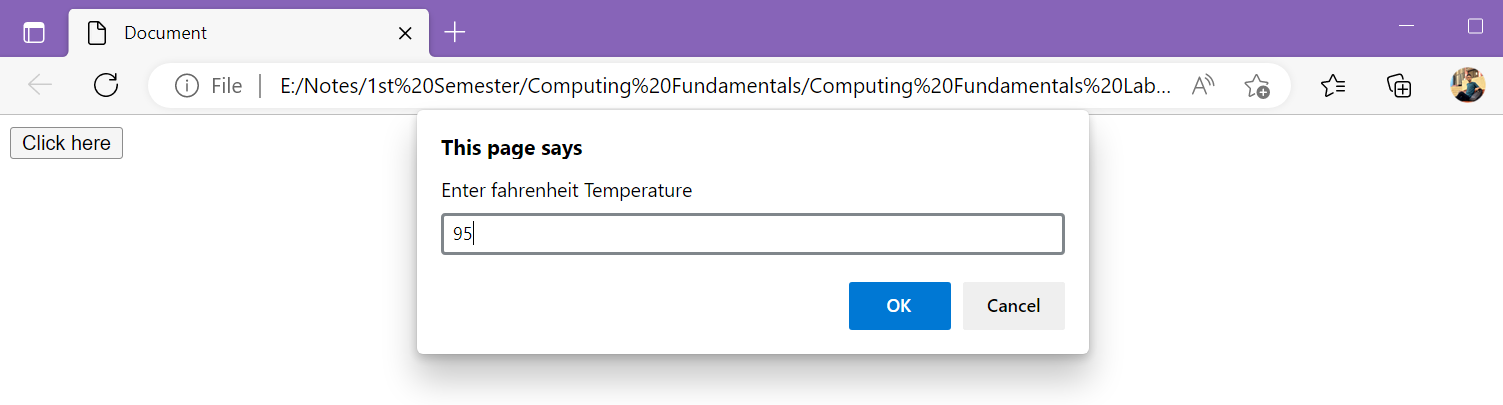 Document
File
E:/Notes/1st%20Semester/Computing%20Fundamentals/Computing%20Fundamentals%20Lab...
Click here
This page says
Enter fahrenheit Temperature
95
OK
Cancel